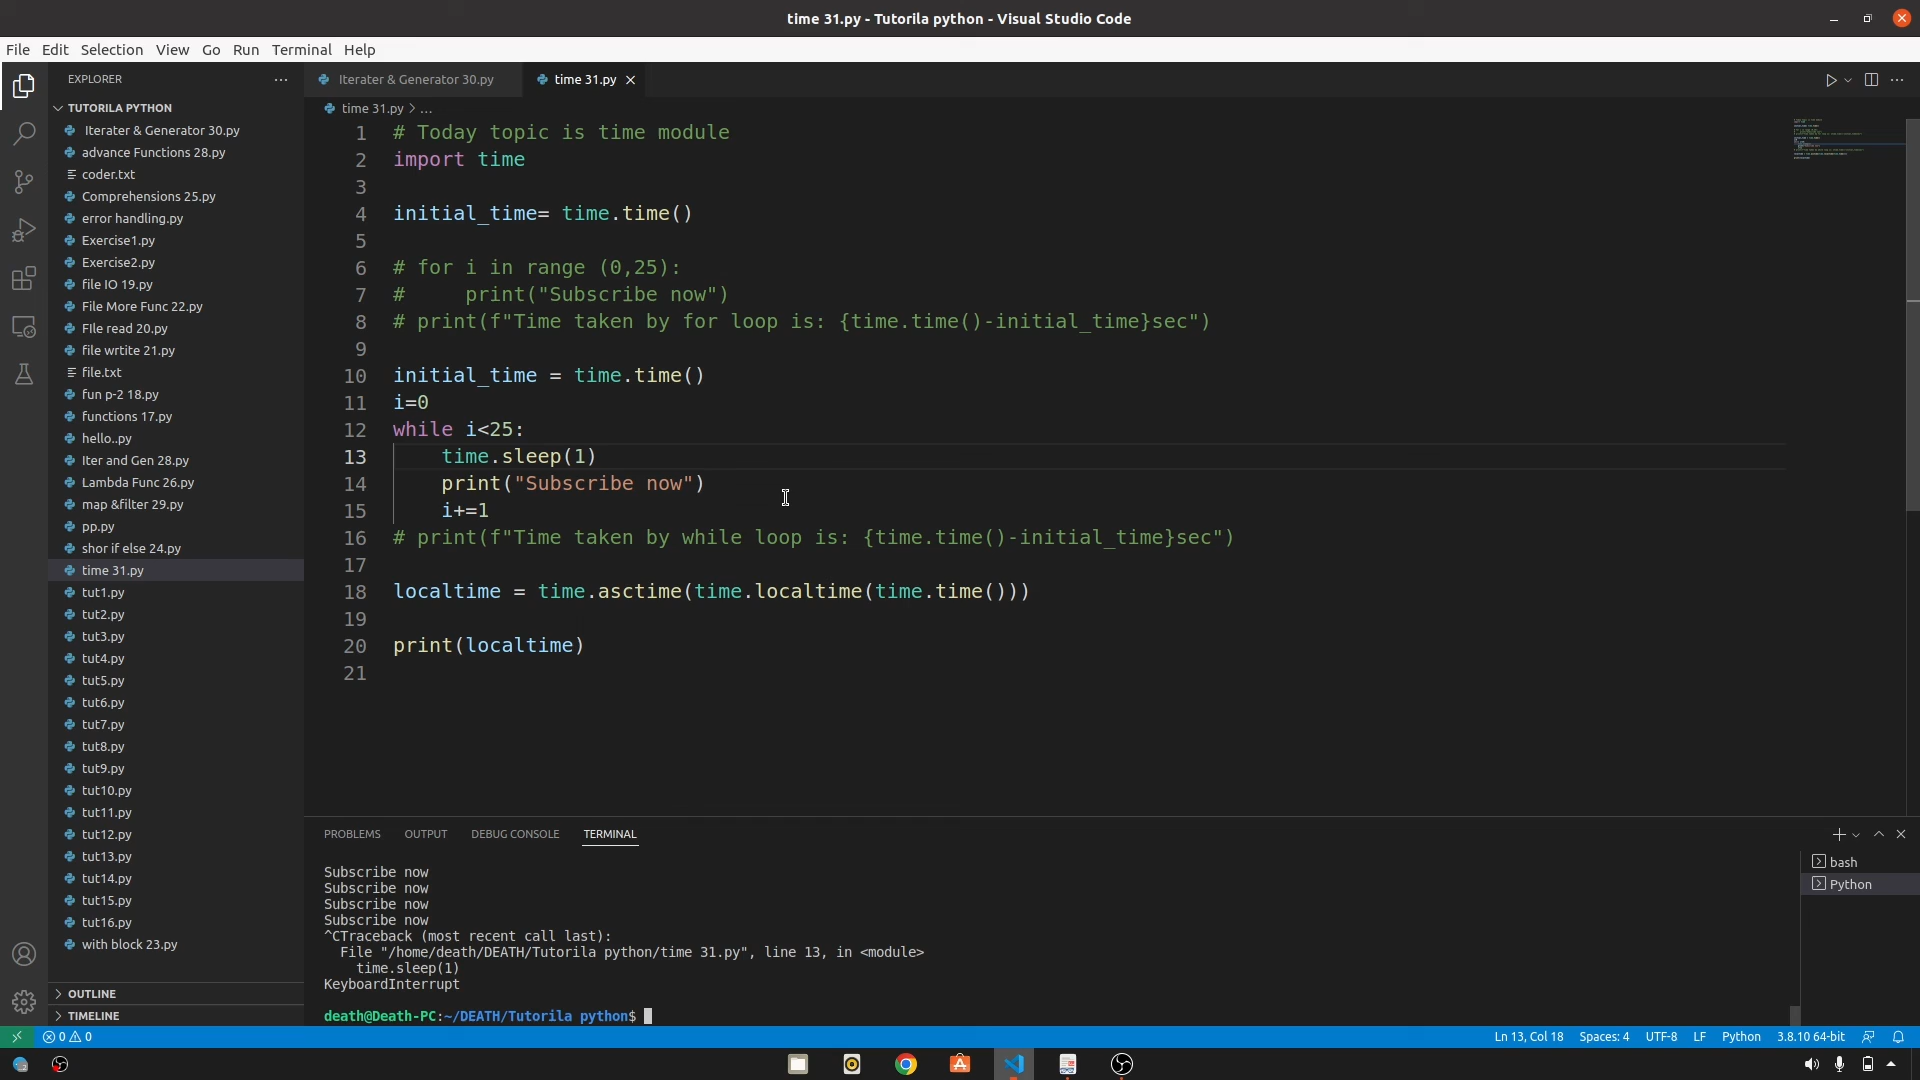 time 31.py - Tutorila python - Visual Studio Code
File Edit Selection View Go Run Terminal Help
EXPLORER
TUTORILA PYTHON
Iterater & Generator 30.py
advance Functions 28.py
coder.txt
Comprehensions 25.py
error handling.py
Exercise1.py
Exercise2.py
file IO 19.py
File More Func 22.py
FIle read 20.py
file wrtite 21.py
file.txt
fun p-2 18.py
functions 17.py
hello..py
Iter and Gen 28.py
Lambda Func 26.py
map &filter 29.py
pp.py
shor if else 24.py
time 31.py
tut1.py
tut2.py
tut3.py
tut4.py
tut5.py
tut6.py
tut7.py
tut8.py
tut9.py
tut10.py
tut11.py
tut12.py
tut13.py
tut14.py
tut15.py
tut16.py
with block 23.py
OUTLINE
TIMELINE
Iterater & Generator 30.py time 31.py
time 31.py > ...
1 # Today topic is time module
2 import time
3
4 initial_time= time.time()
5
6 # for i in range (0,25):
7 #     print("Subscribe now")
8 # print(f"Time taken by for loop is: {time.time()-initial_time}sec")
9
10 initial_time = time.time()
11 i=0
12 while i<25:
13     time.sleep(1)
14     print("Subscribe now")
15     i+=1
16 # print(f"Time taken by while loop is: {time.time()-initial_time}sec")
17
18 localtime = time.asctime(time.localtime(time.time()))
19
20 print(localtime)
21
PROBLEMS OUTPUT DEBUG CONSOLE TERMINAL
Subscribe now
Subscribe now
Subscribe now
Subscribe now
^CTraceback (most recent call last):
  File "/home/death/DEATH/Tutorila python/time 31.py", line 13, in <module>
    time.sleep(1)
KeyboardInterrupt
death@Death-PC:~/DEATH/Tutorila python$
bash
Python
0 0 Ln 13, Col 18 Spaces: 4 UTF-8 LF Python 3.8.10 64-bit